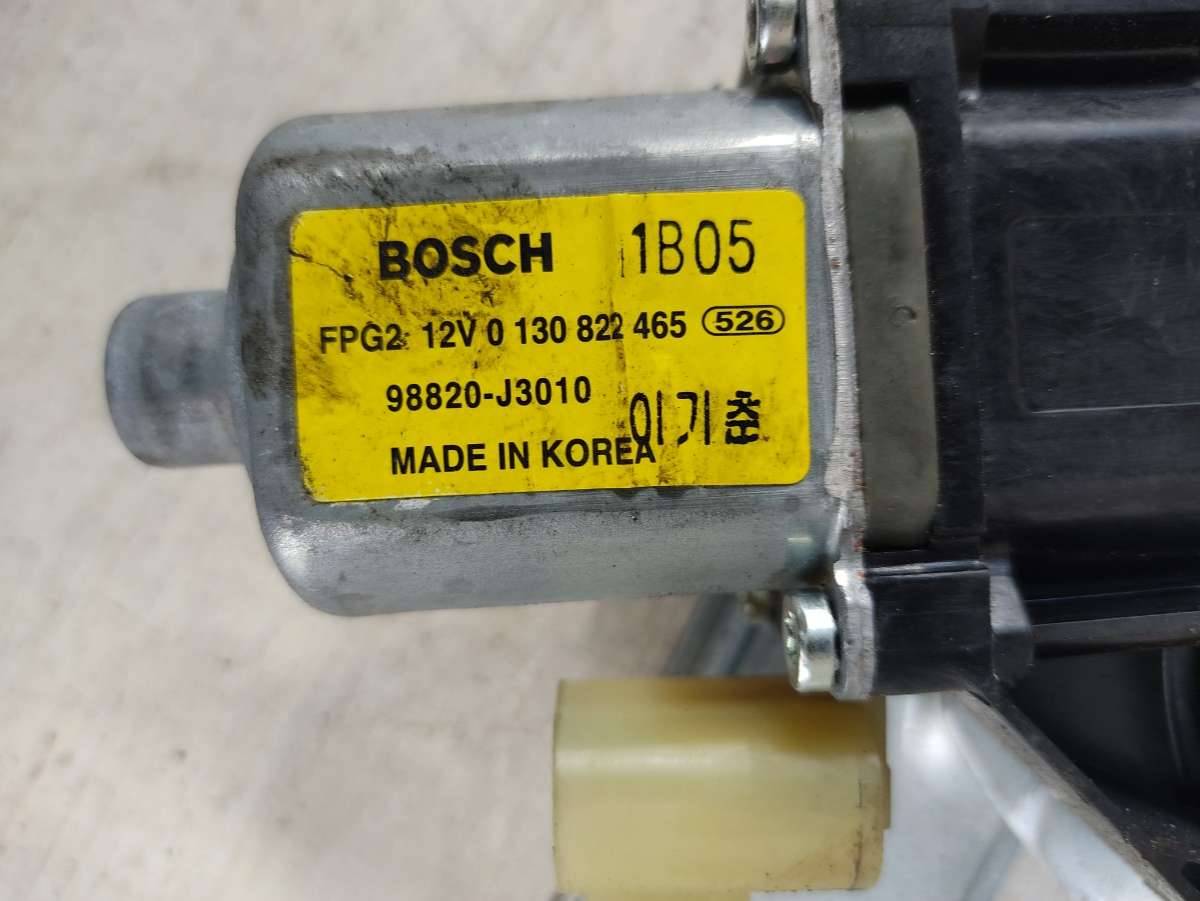 BOSCH 1B05
FPG2 12V 0 130 822 465 526
98820-J3010
이기춘
MADE IN KOREA